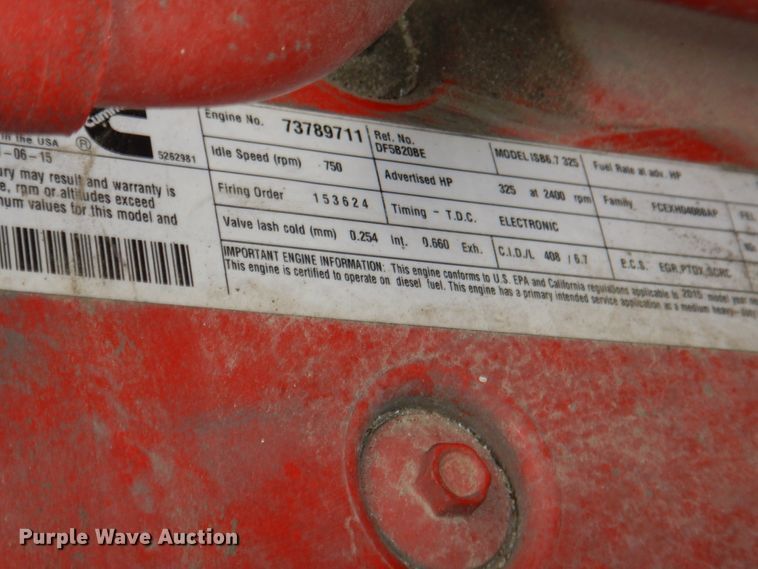 in the USA
-06-15
®
5262981
ury may result and warranty is
e, rpm or altitudes exceed
num values for this model and
Engine No. 73789711
Idle Speed (rpm) 750
Firing Order 153624
Valve lash cold (mm) 0.254 Int. 0.660 Exh.
Ref. No.
DF5B20BE
MODEL ISB6.7 325
Advertised HP 325 at 2400 rpm
Timing - T.D.C. ELECTRONIC
C.I.D./L 408 / 6.7
Fuel Rate at adv. HP
Family FCEXH0408BAP
FEL
E.C.S. EGR,PTOX,SCRC
IMPORTANT ENGINE INFORMATION: This engine conforms to U.S. EPA and California regulations applicable to 2015 model year
This engine is certified to operate on diesel fuel. This engine has a primary intended service application as a medium heavy-duty
Purple Wave Auction